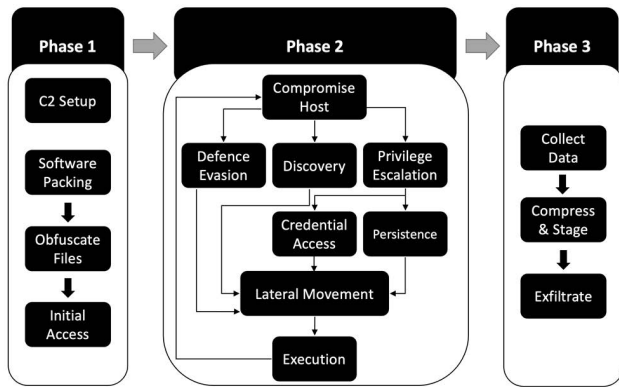 Phase 1
Phase 2
Phase 3
C2 Setup
Software
Packing
Obfuscate
Files
Initial
Access
Compromise
Host
Defence
Evasion
Discovery
Privilege
Escalation
Credential
Access
Persistence
Lateral Movement
Execution
Collect
Data
Compress
& Stage
Exfiltrate